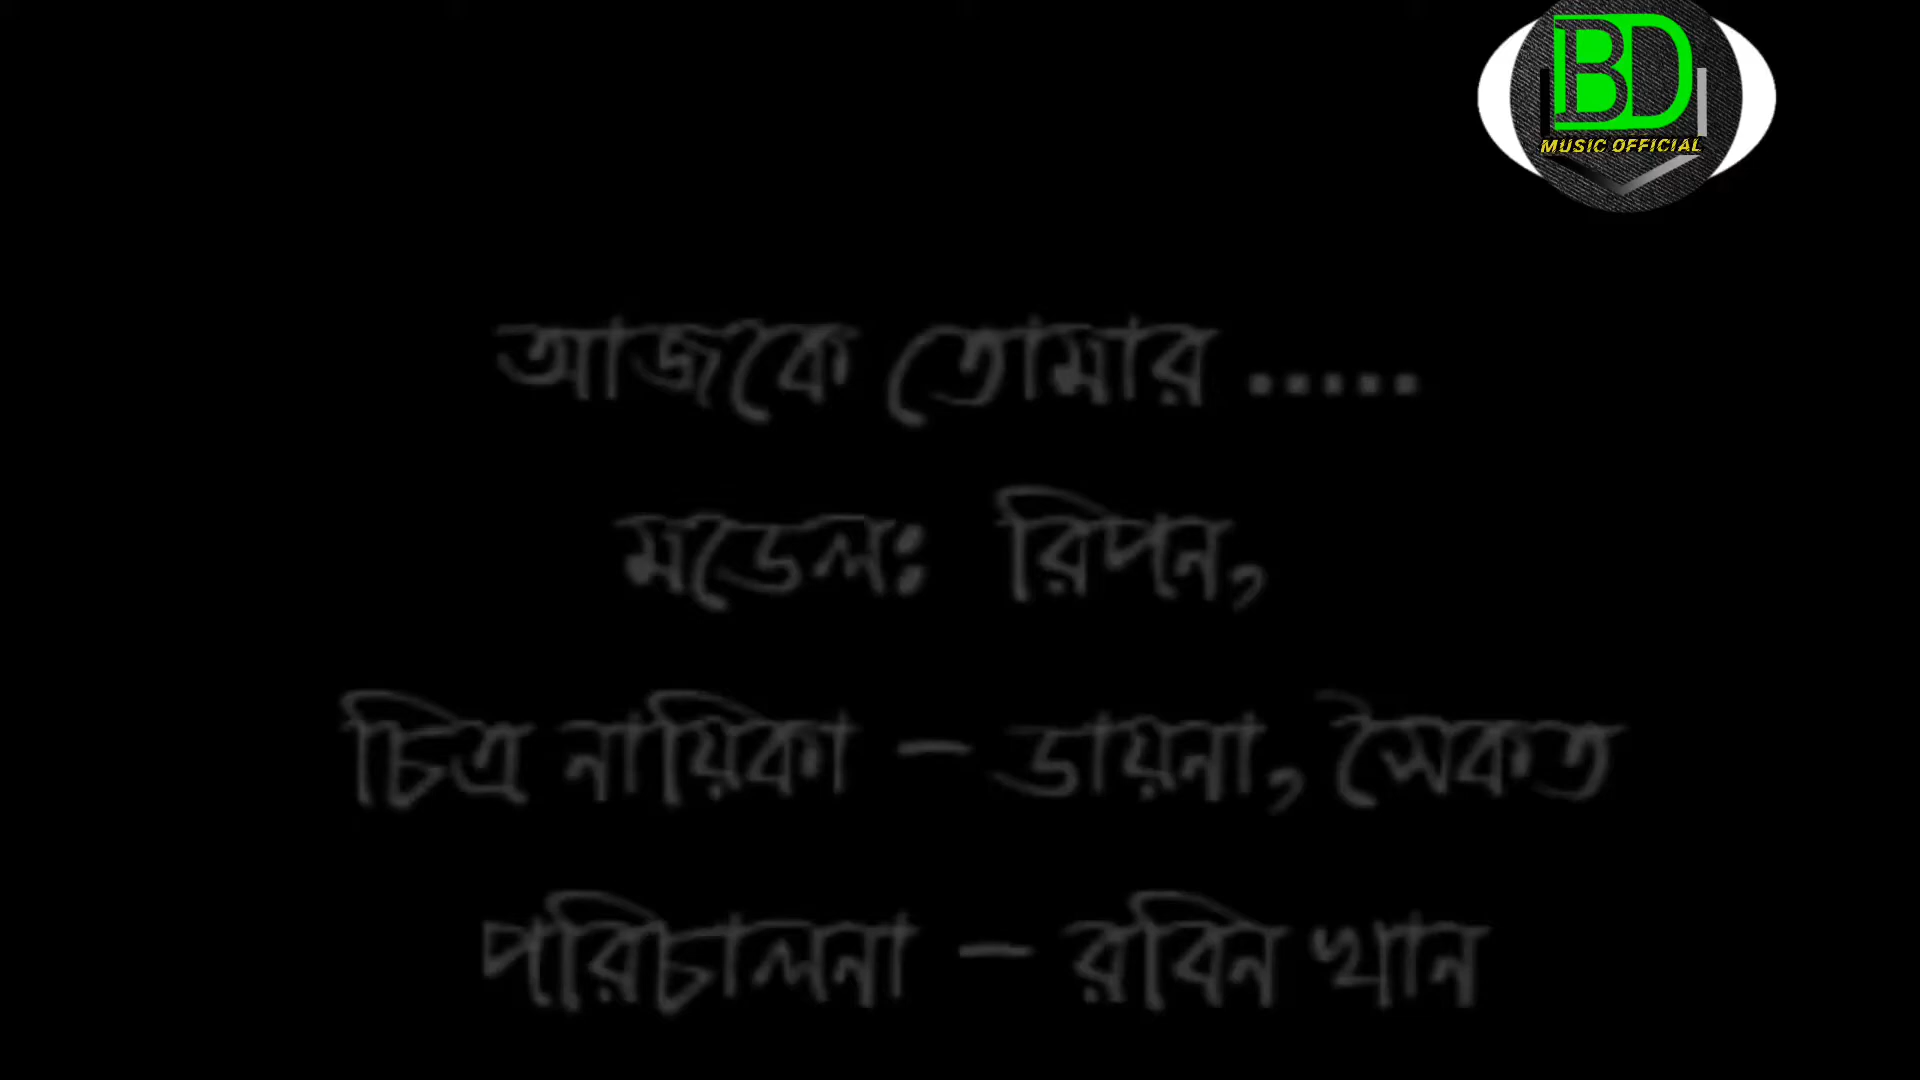 BD
MUSIC OFFICIAL
আজকে তোমার .....
মডেলঃ রিপন,
চিত্র নায়িকা – ডায়না, সৈকত
পরিচালনা – রবিন খান